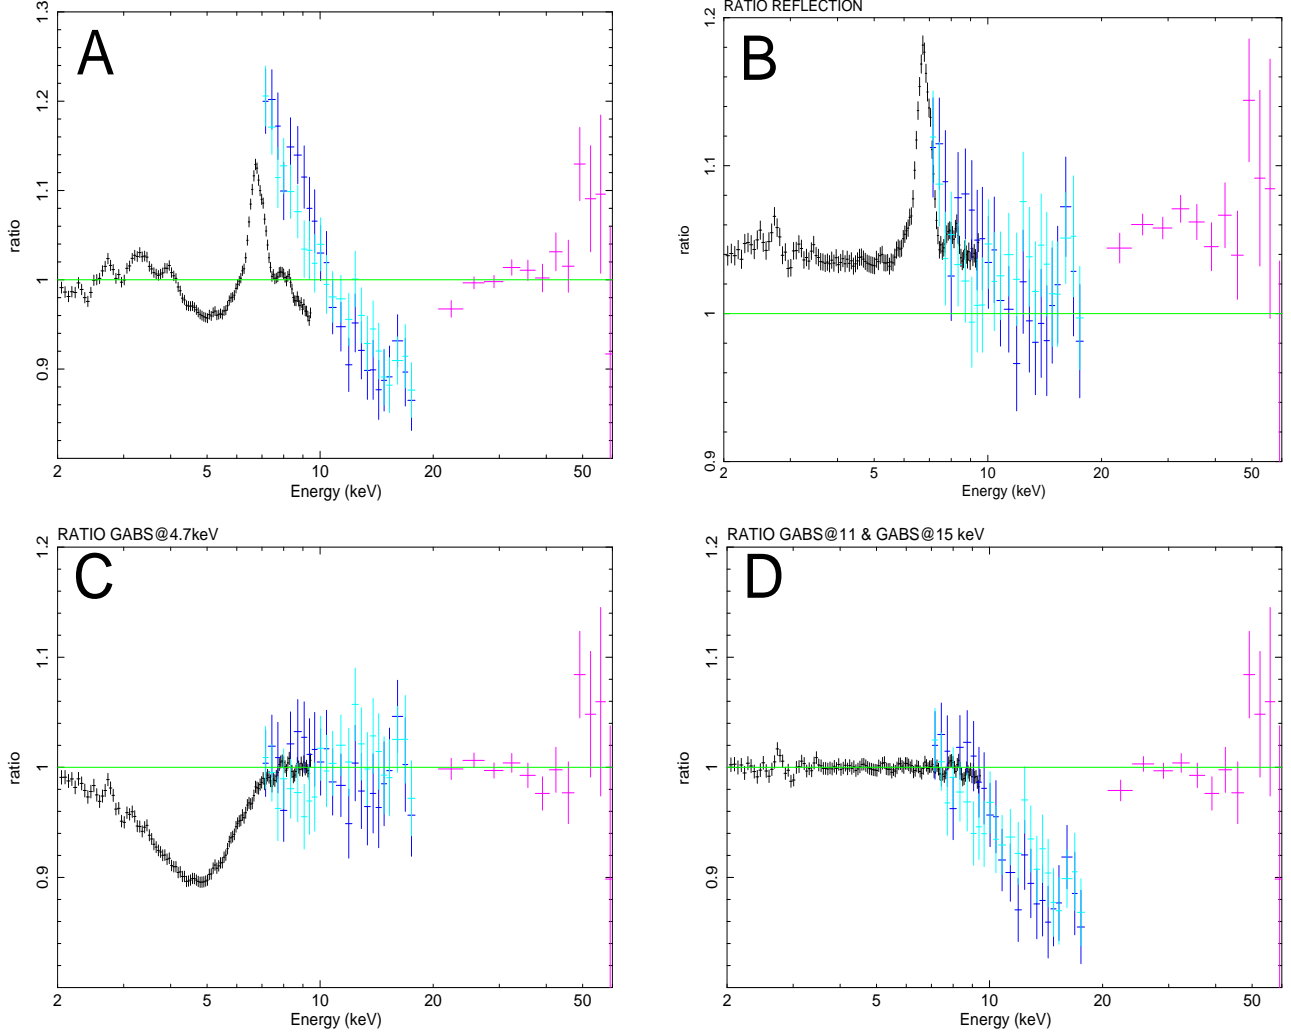 A
1.3
1.2
1.1
1
0.9
ratio
2
5
10
20
50
Energy (keV)
RATIO REFLECTION
B
1.2
1.1
1
0.9
ratio
2
5
10
20
50
Energy (keV)
RATIO GABS@4.7keV
C
1.2
1.1
1
0.9
ratio
2
5
10
20
50
Energy (keV)
RATIO GABS@11 & GABS@15 keV
D
1.2
1.1
1
0.9
ratio
2
5
10
20
50
Energy (keV)